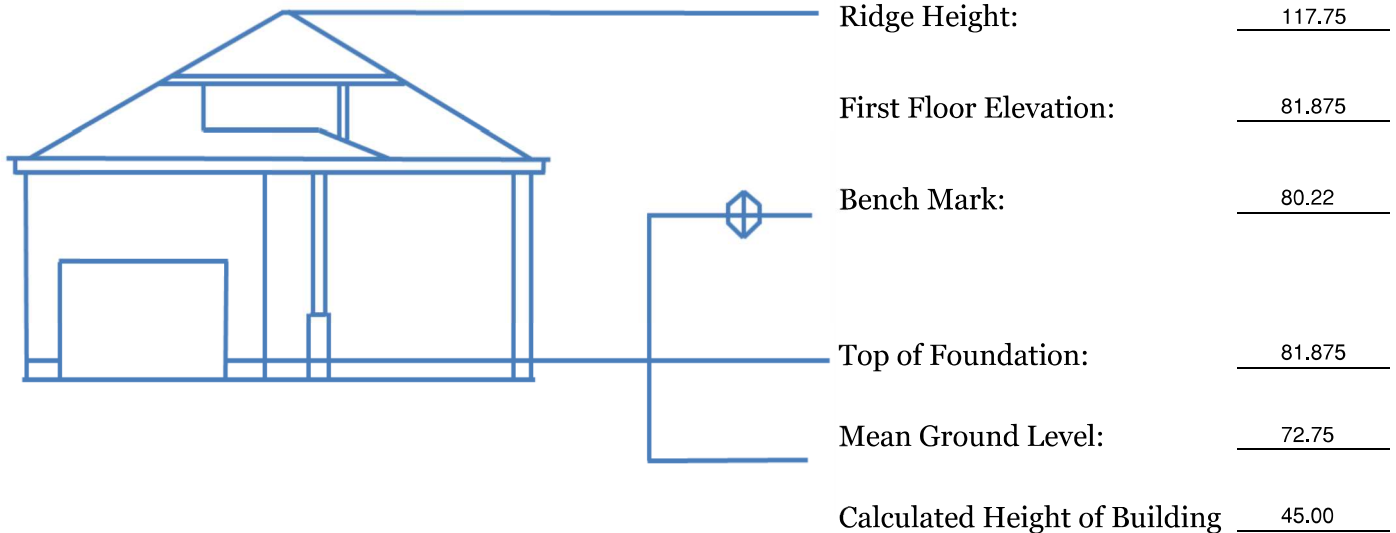 Ridge Height: 117.75
First Floor Elevation: 81.875
Bench Mark: 80.22
Top of Foundation: 81.875
Mean Ground Level: 72.75
Calculated Height of Building 45.00